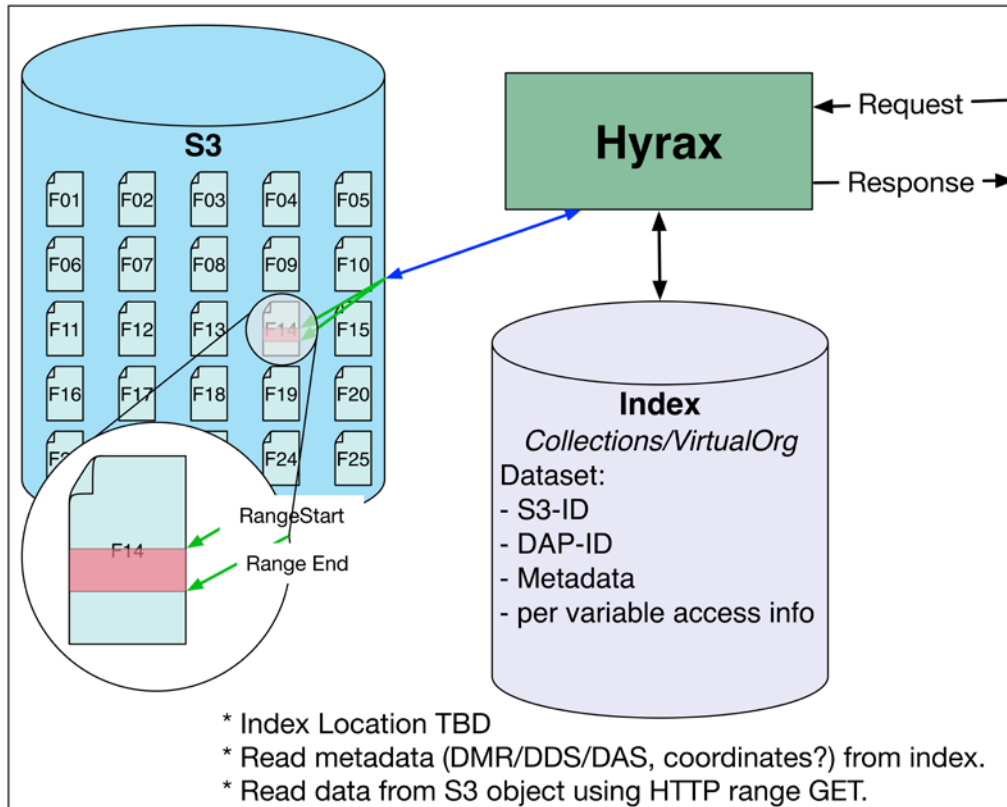 S3
F01 F02 F03 F04 F05
F06 F07 F08 F09 F10
F11 F12 F13 F14 F15
F16 F17 F18 F19 F20
F24 F25
F14
RangeStart
Range End
Hyrax
Request
Response
Index
Collections/VirtualOrg
Dataset:
- S3-ID
- DAP-ID
- Metadata
- per variable access info
* Index Location TBD
* Read metadata (DMR/DDS/DAS, coordinates?) from index.
* Read data from S3 object using HTTP range GET.